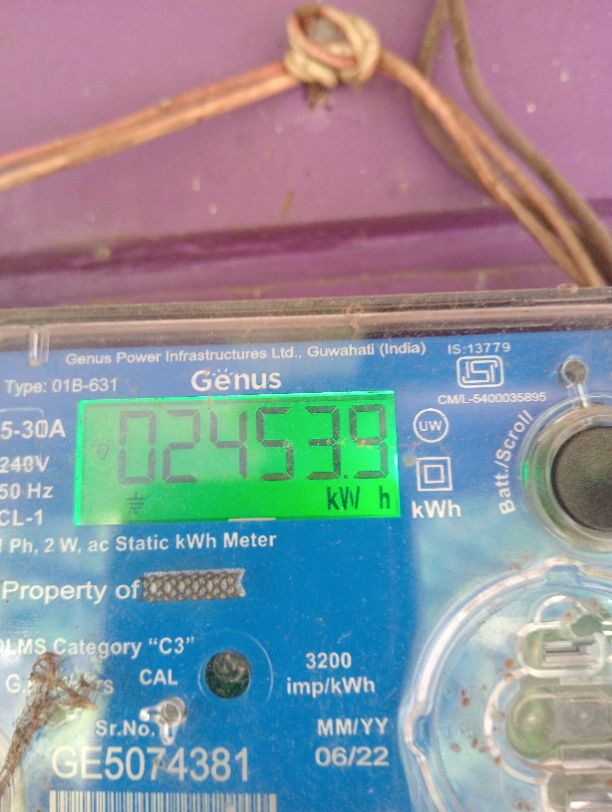 Genus Power Infrastructures Ltd., Guwahati (India)
IS:13779
Type: 01B-631
Genus
CM/L-5400035895
5-30A
02453.9
UW
240V
50 Hz
kW h
kWh
Batt./Scroll
CL-1
Ph, 2 W, ac Static kWh Meter
Property of
DLMS Category "C3"
CAL
3200
imp/kWh
Sr.No.
MM/YY
GE5074381
06/22